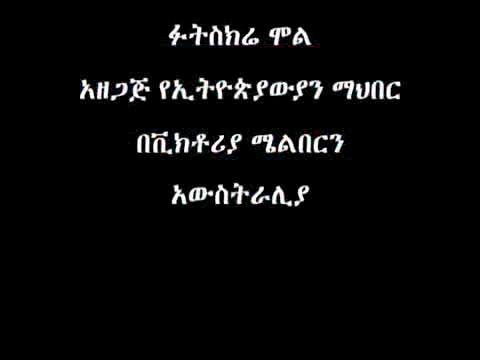 ፉትስክሬ ሞል
አዘጋጅ የኢትዮጵያውያን ማህበር
በቪክቶሪያ ሜልበርን
አውስትራሊያ